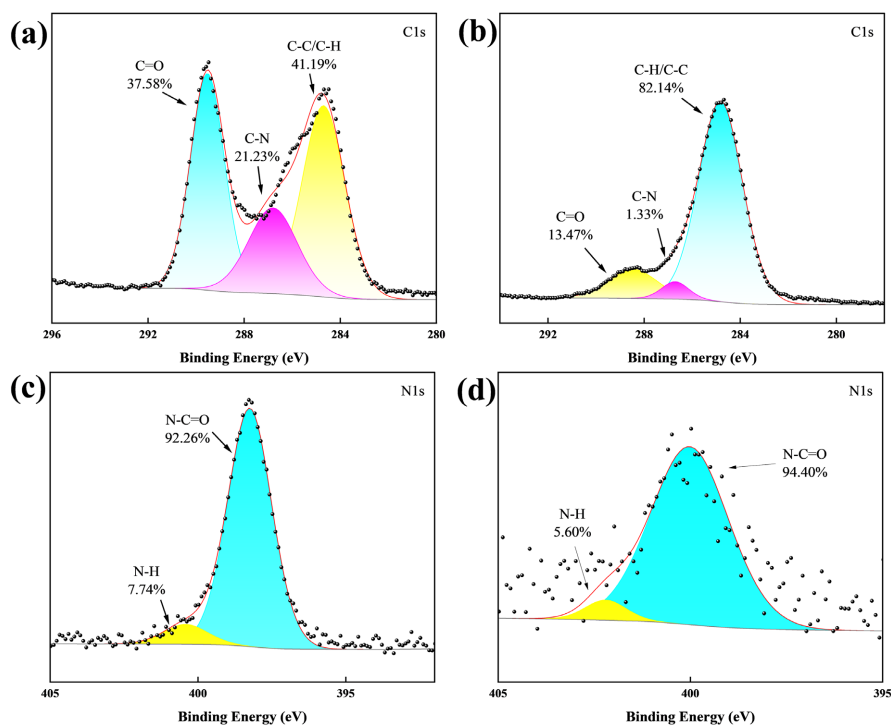 (a)
C1s
C=O
37.58%
C-N
21.23%
C-C/C-H
41.19%
296
292
288
284
280
Binding Energy (eV)
(b)
C1s
C-H/C-C
82.14%
C-N
1.33%
C=O
13.47%
292
288
284
280
Binding Energy (eV)
(c)
N1s
N-C=O
92.26%
N-H
7.74%
405
400
395
Binding Energy (eV)
(d)
N1s
N-C=O
94.40%
N-H
5.60%
405
400
395
Binding Energy (eV)